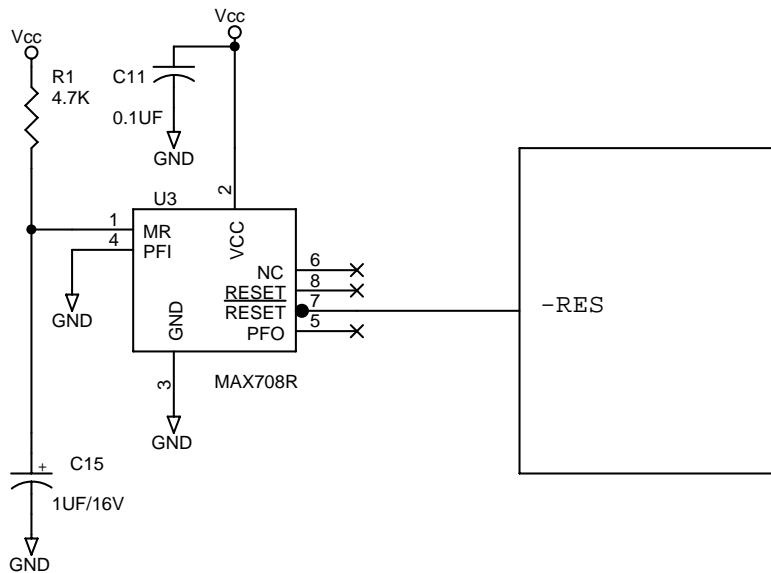 Vcc
R1
4.7K
Vcc
C11
0.1UF
GND
U3
2
1
MR
4
PFI
VCC
GND
NC
6
RESET
8
RESET
7
PFO
5
GND
3
MAX708R
GND
-RES
C15
+
1UF/16V
GND